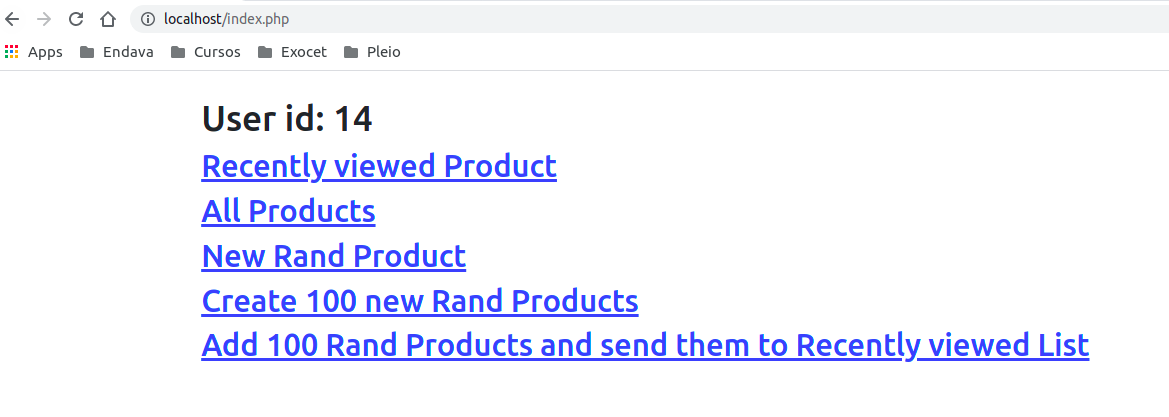 localhost/index.php
Apps Endava Cursos Exocet Pleio
User id: 14
Recently viewed Product
All Products
New Rand Product
Create 100 new Rand Products
Add 100 Rand Products and send them to Recently viewed List